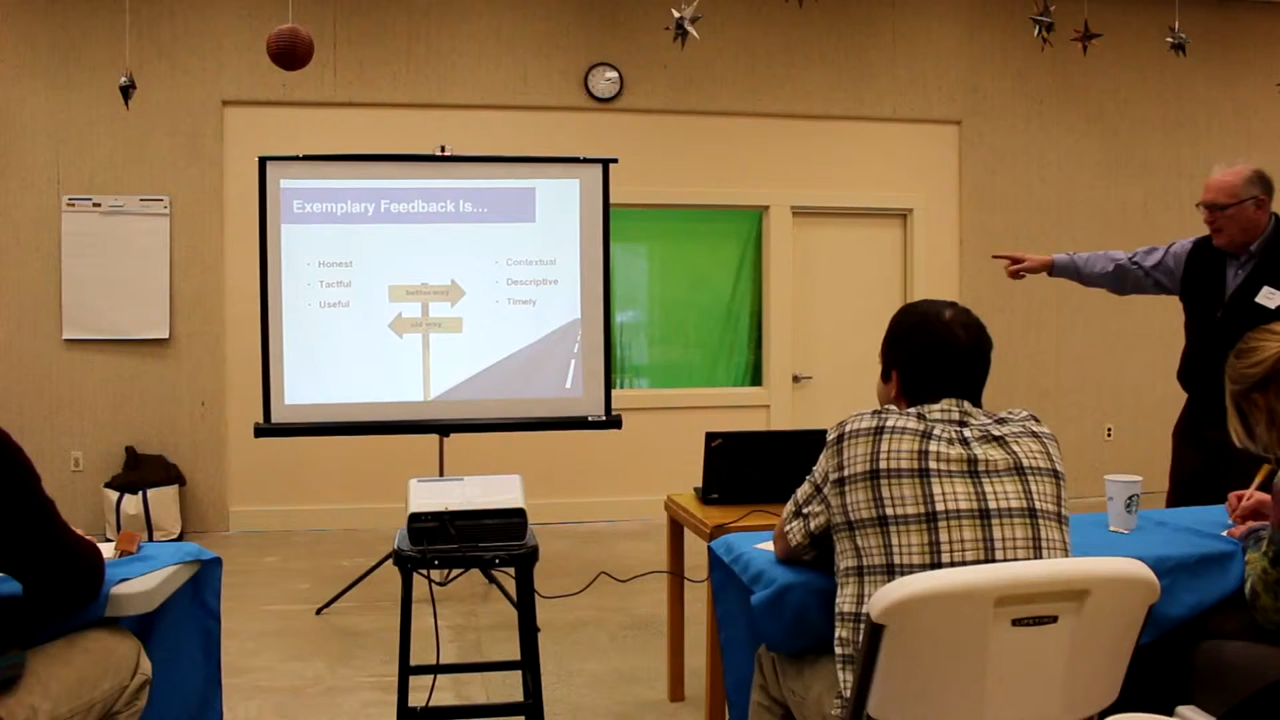 Exemplary Feedback Is...
• Honest
• Tactful
• Useful
• Contextual
• Descriptive
• Timely
better way
old way
LIFETIME